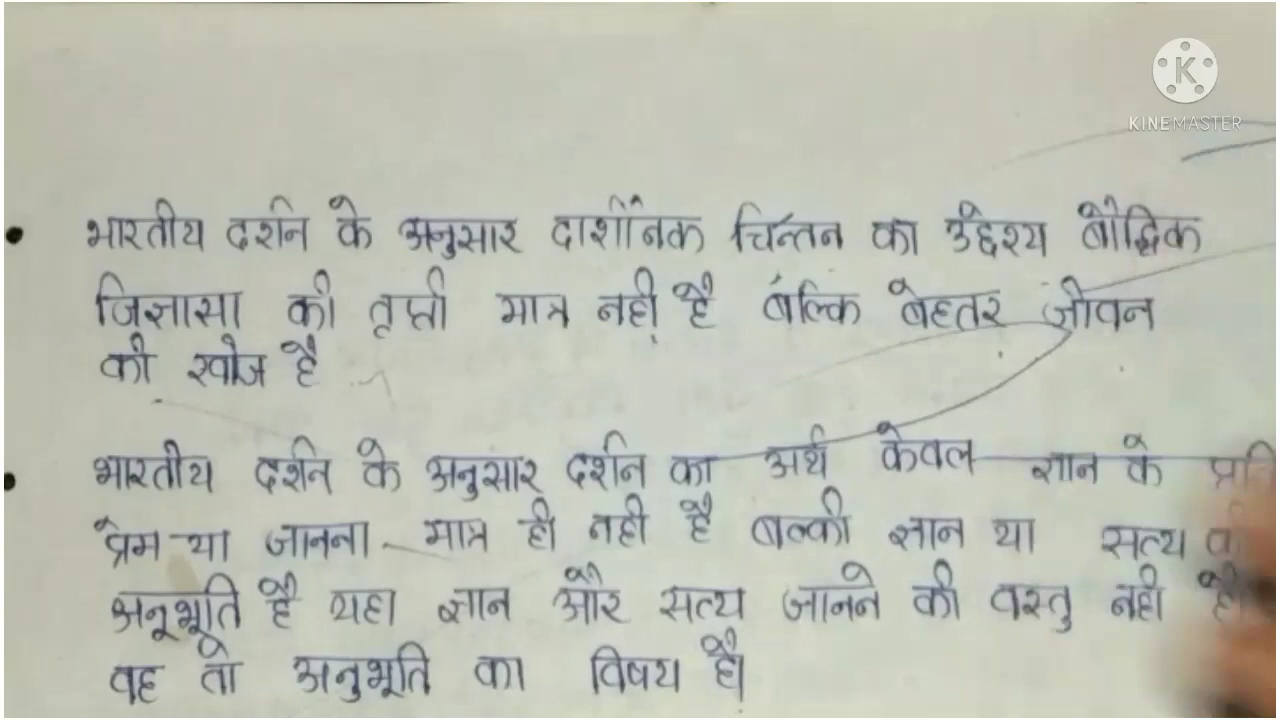 KINEMASTER
भारतीय दर्शन के अनुसार दार्शनिक चिन्तन का उद्देश्य बौद्धिक
जिज्ञासा की तृप्ती मात्र नही है बल्कि बेहतर जीवन
की खोज है
भारतीय दर्शन के अनुसार दर्शन का अर्थ केवल ज्ञान के
प्रेम या जानना मात्र ही नही है बल्की ज्ञान या सत्य
अनूभूति है यहा ज्ञान और सत्य जानने की वस्तु नही
वह तो अनुभूति का विषय है।